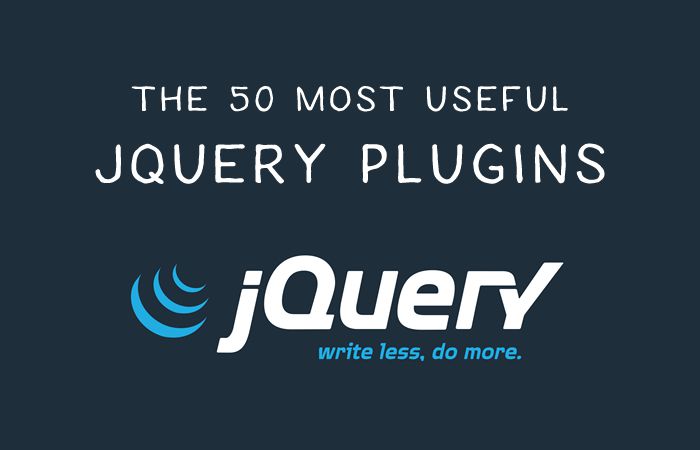 THE 50 MOST USEFUL
JQUERY PLUGINS
jQuery
write less, do more.